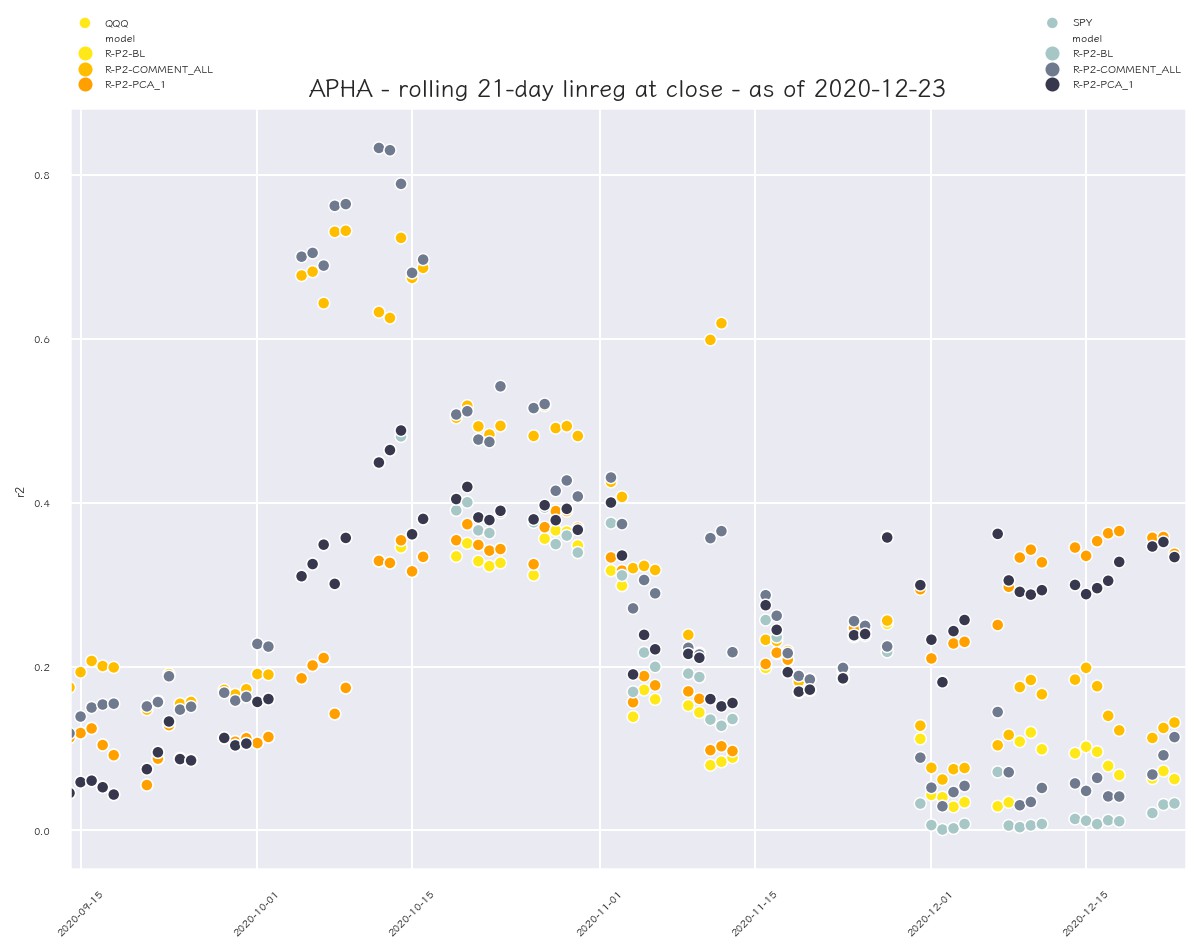 QQQ
model
R-P2-BL
R-P2-COMMENT_ALL
R-P2-PCA_1
SPY
model
R-P2-BL
R-P2-COMMENT_ALL
R-P2-PCA_1
APHA - rolling 21-day linreg at close - as of 2020-12-23
r2
0.8
0.6
0.4
0.2
0.0
2020-09-15
2020-10-01
2020-10-15
2020-11-01
2020-11-15
2020-12-01
2020-12-15